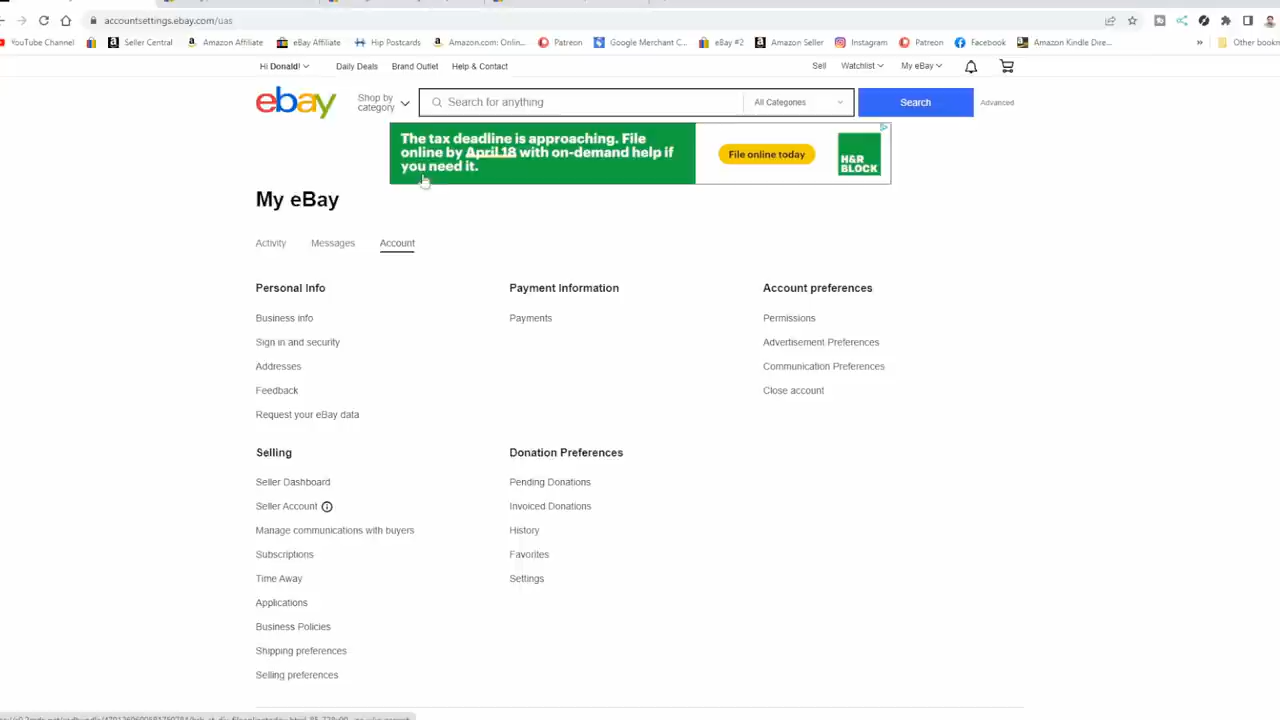 accountsettings.ebay.com/uas
YouTube Channel
Seller Central
Amazon Affiliate
eBay Affiliate
Hip Postcards
Amazon.com: Onlin...
Patreon
Google Merchant C...
eBay #2
Amazon Seller
Instagram
Patreon
Facebook
Amazon Kindle Dire...
»
Other bookm
Hi Donald!
Daily Deals
Brand Outlet
Help & Contact
Sell
Watchlist
My eBay
ebay
Shop by
category
Search for anything
All Categories
Search
Advanced
The tax deadline is approaching. File
online by April 18 with on-demand help if
you need it.
File online today
H&R
BLOCK
My eBay
Activity
Messages
Account
Personal Info
Business info
Sign in and security
Addresses
Feedback
Request your eBay data
Payment Information
Payments
Account preferences
Permissions
Advertisement Preferences
Communication Preferences
Close account
Selling
Seller Dashboard
Seller Account
Manage communications with buyers
Subscriptions
Time Away
Applications
Business Policies
Shipping preferences
Selling preferences
Donation Preferences
Pending Donations
Invoiced Donations
History
Favorites
Settings